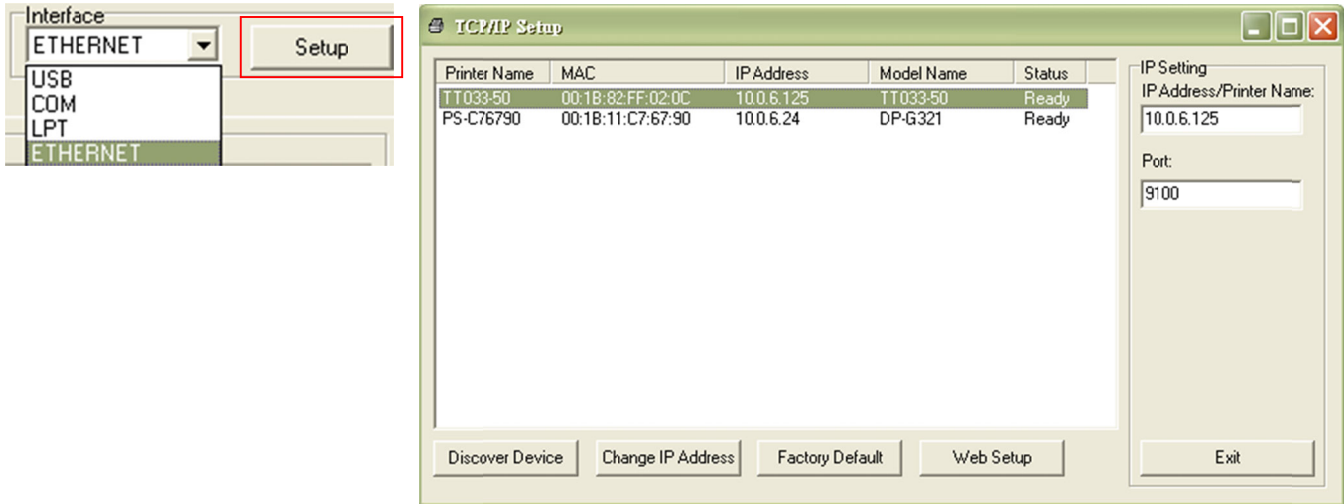 Interface
ETHERNET
Setup
USB
COM
LPT
ETHERNET
TCP/IP Setup
Printer Name MAC IP Address Model Name Status
TT033-50 00:1B:82:FF:02:0C 10.0.6.125 TT033-50 Ready
PS-C76790 00:1B:11:C7:67:90 10.0.6.24 DP-G321 Ready
IP Setting
IP Address/Printer Name:
10.0.6.125
Port:
9100
Discover Device Change IP Address Factory Default Web Setup Exit